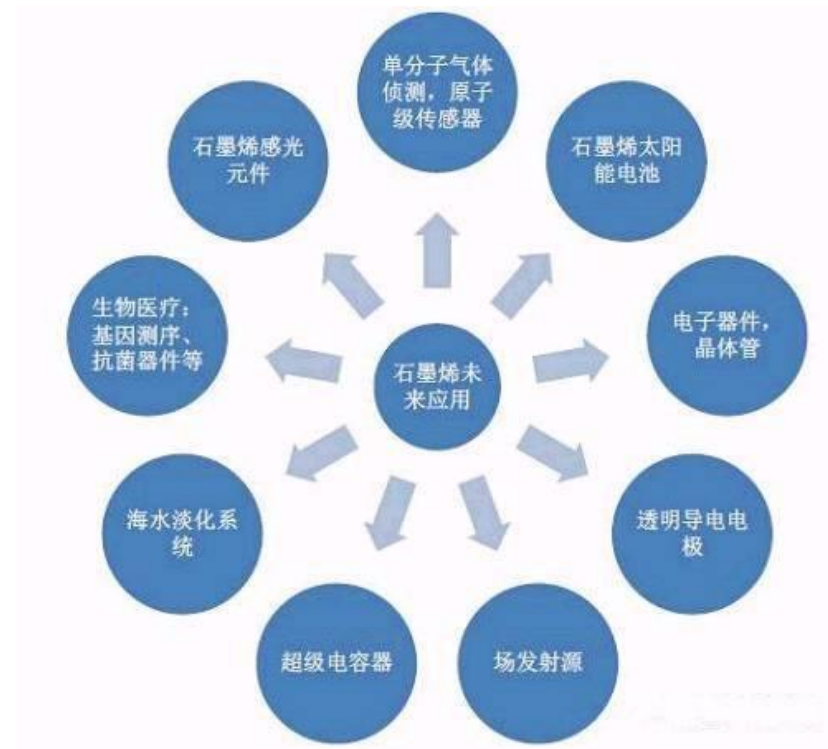 单分子气体
侦测，原子
级传感器
石墨烯太阳
能电池
电子器件，
晶体管
透明导电电
极
场发射源
超级电容器
海水淡化系
统
生物医疗：
基因测序、
抗菌器件等
石墨烯感光
元件
石墨烯未
来应用